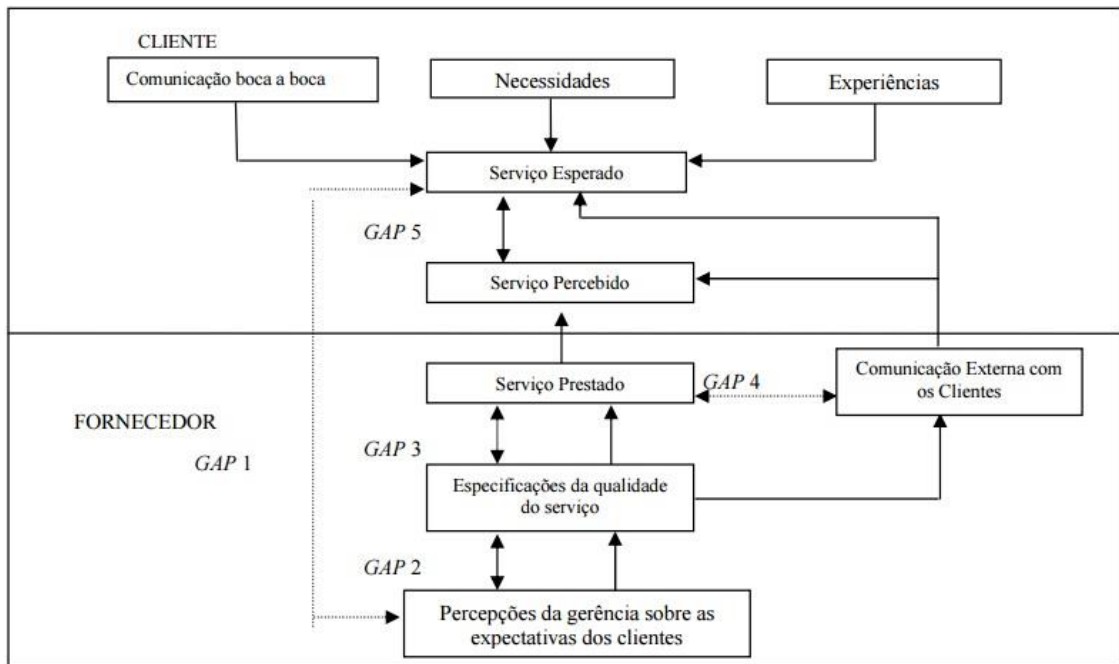 CLIENTE
Comunicação boca a boca
Necessidades
Experiências
Serviço Esperado
GAP 5
Serviço Percebido
Serviço Prestado
GAP 4
Comunicação Externa com
os Clientes
FORNECEDOR
GAP 1
GAP 3
Especificações da qualidade
do serviço
GAP 2
Percepções da gerência sobre as
expectativas dos clientes